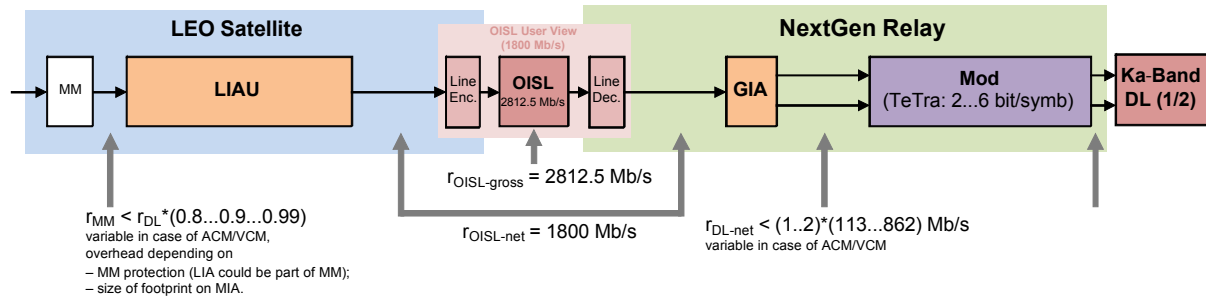 LEO Satellite
OISL User View
(1800 Mb/s)
NextGen Relay
MM
LIAU
Line
Enc.
OISL
2812.5 Mb/s
Line
Dec.
GIA
Mod
(TeTra: 2...6 bit/symb)
Ka-Band
DL (1/2)
rOISL-gross = 2812.5 Mb/s
rMM < rDL*(0.8...0.9...0.99)
variable in case of ACM/VCM,
overhead depending on
– MM protection (LIA could be part of MM);
– size of footprint on MIA.
rOISL-net = 1800 Mb/s
rDL-net < (1..2)*(113...862) Mb/s
variable in case of ACM/VCM